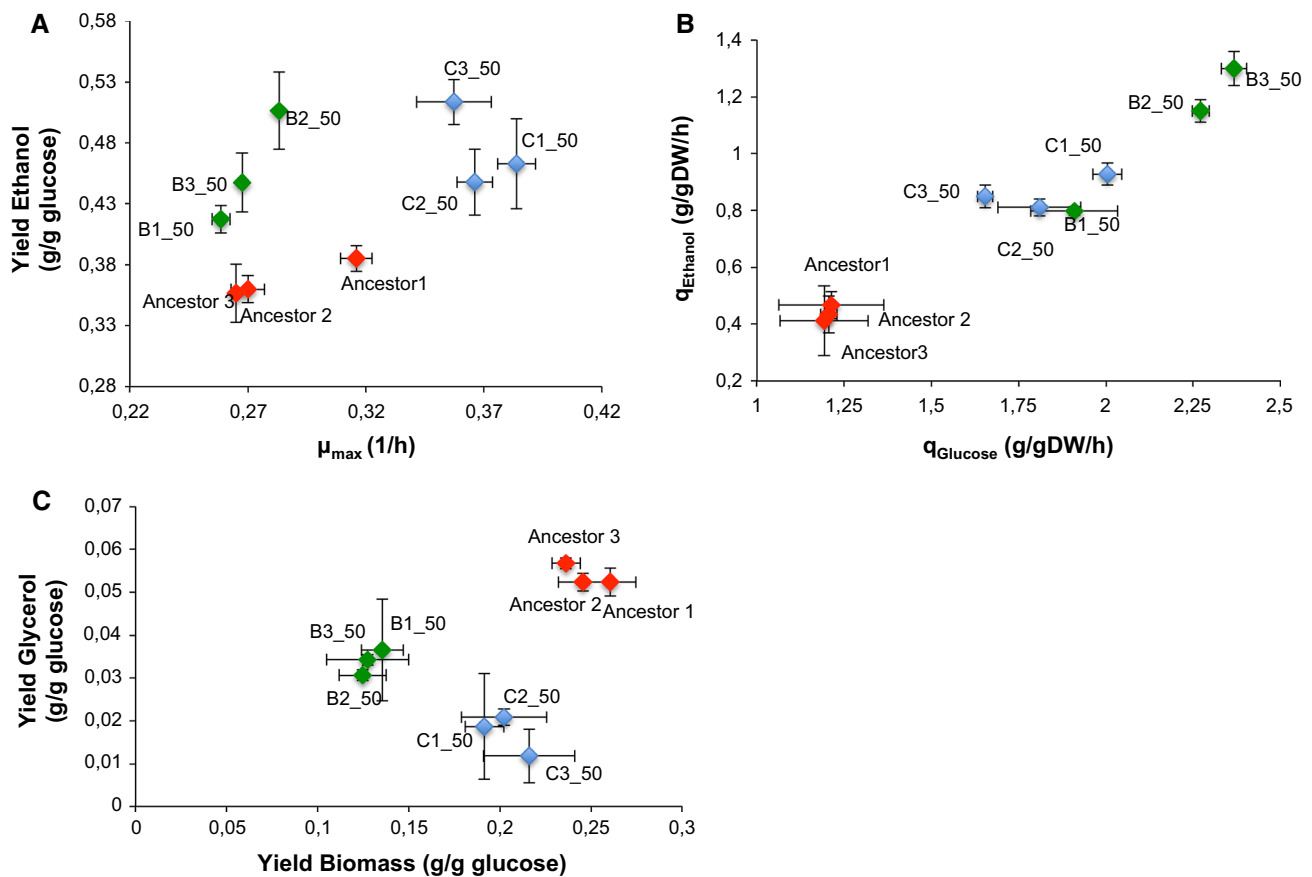 A
0,58
0,53
0,48
0,43
0,38
0,33
0,28
Yield Ethanol
(g/g glucose)
C3_50
B2_50
C1_50
B3_50
C2_50
B1_50
Ancestor1
Ancestor 3
Ancestor 2
0,22 0,27 0,32 0,37 0,42
µmax (1/h)
B
1,4
1,2
1
0,8
0,6
0,4
0,2
qEthanol (g/gDW/h)
B3_50
B2_50
C1_50
C3_50
B1_50
C2_50
Ancestor1
Ancestor 2
Ancestor3
1 1,25 1,5 1,75 2 2,25 2,5
qGlucose (g/gDW/h)
C
0,07
0,06
0,05
0,04
0,03
0,02
0,01
0
Yield Glycerol
(g/g glucose)
Ancestor 3
Ancestor 2
Ancestor 1
B3_50
B1_50
B2_50
C2_50
C1_50
C3_50
0 0,05 0,1 0,15 0,2 0,25 0,3
Yield Biomass (g/g glucose)